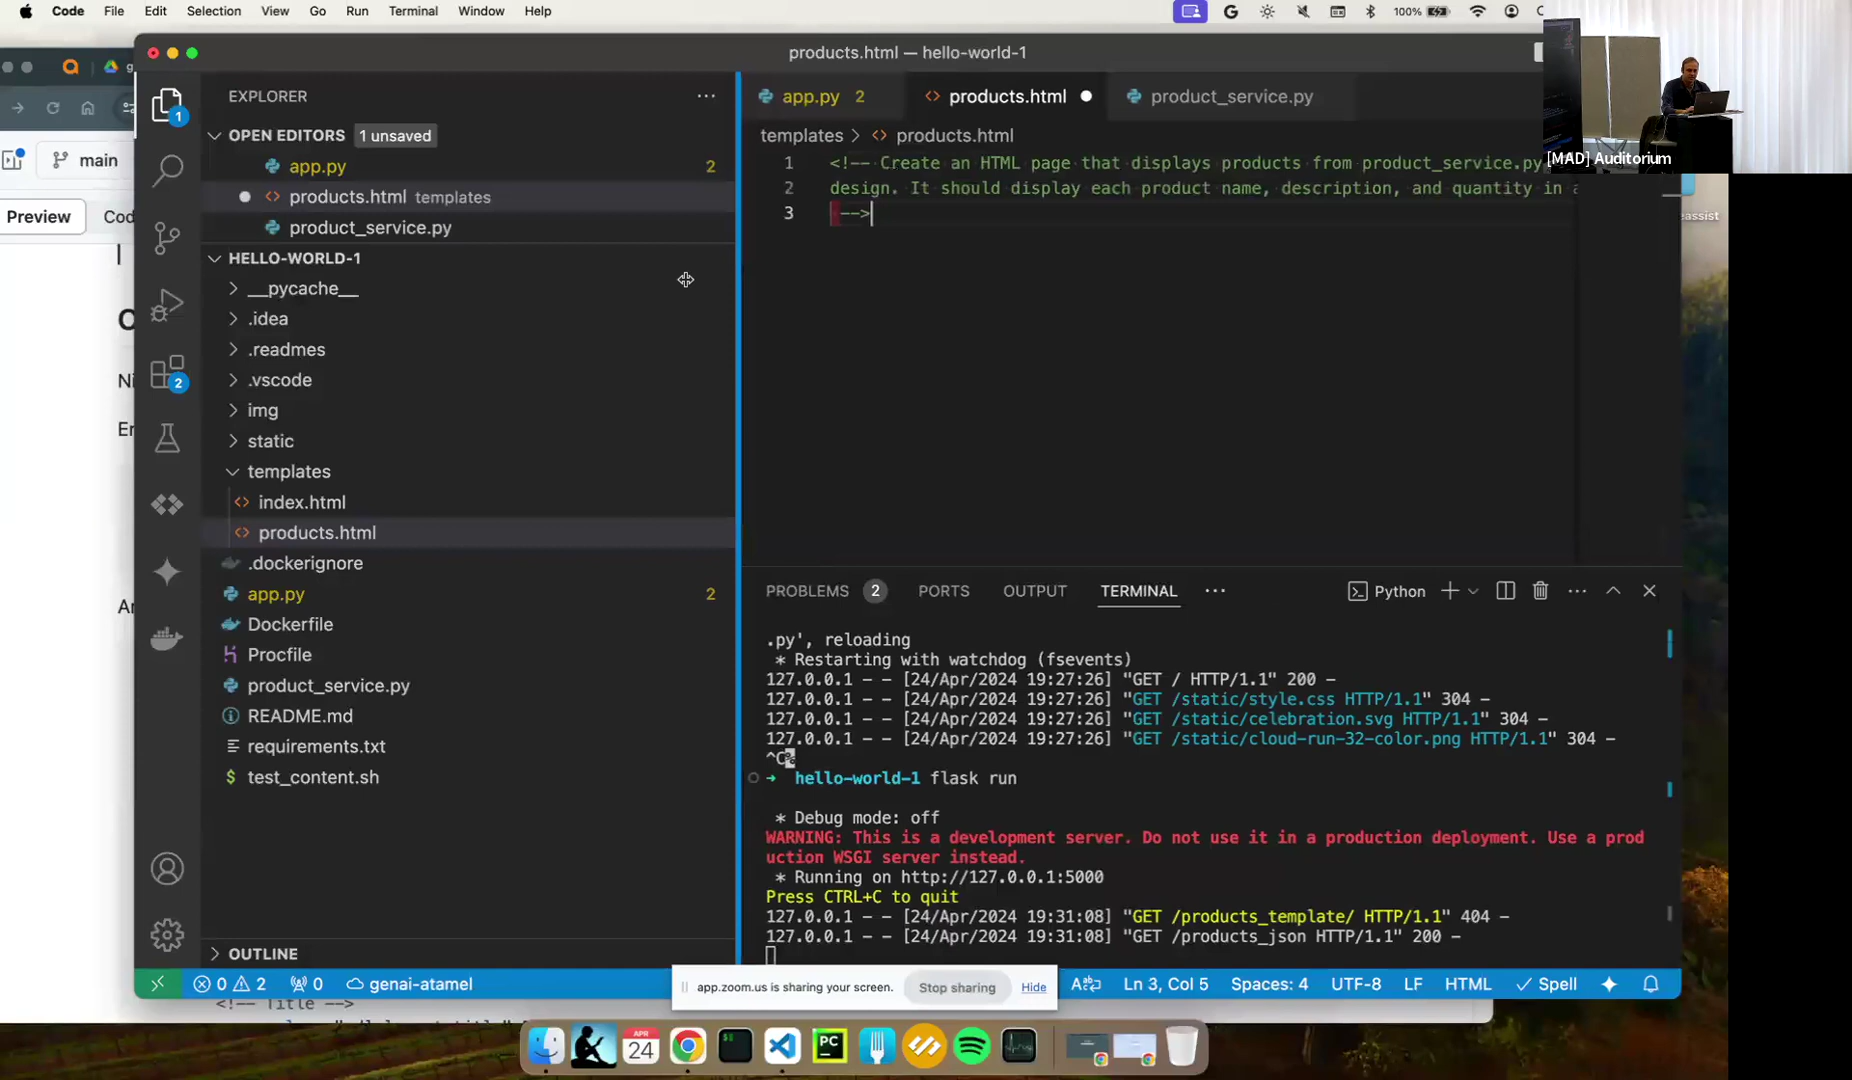 Code File Edit Selection View Go Run Terminal Window Help
100%
products.html — hello-world-1
EXPLORER
OPEN EDITORS 1 unsaved
app.py 2
products.html templates
product_service.py
HELLO-WORLD-1
__pycache__
.idea
.readmes
.vscode
img
static
templates
index.html
products.html
.dockerignore
app.py 2
Dockerfile
Procfile
product_service.py
README.md
requirements.txt
test_content.sh
OUTLINE
1
2
main
Preview
app.py 2 products.html product_service.py
templates > products.html
1 <!-- Create an HTML page that displays products from product_service.py
2 design. It should display each product name, description, and quantity in a
3 -->
[MAD] Auditorium
eassist
PROBLEMS 2 PORTS OUTPUT TERMINAL Python
.py', reloading
* Restarting with watchdog (fsevents)
127.0.0.1 - - [24/Apr/2024 19:27:26] "GET / HTTP/1.1" 200 -
127.0.0.1 - - [24/Apr/2024 19:27:26] "GET /static/style.css HTTP/1.1" 304 -
127.0.0.1 - - [24/Apr/2024 19:27:26] "GET /static/celebration.svg HTTP/1.1" 304 -
127.0.0.1 - - [24/Apr/2024 19:27:26] "GET /static/cloud-run-32-color.png HTTP/1.1" 304 -
^C%
➜ hello-world-1 flask run
* Debug mode: off
WARNING: This is a development server. Do not use it in a production deployment. Use a prod
uction WSGI server instead.
* Running on http://127.0.0.1:5000
Press CTRL+C to quit
127.0.0.1 - - [24/Apr/2024 19:31:08] "GET /products_template/ HTTP/1.1" 404 -
127.0.0.1 - - [24/Apr/2024 19:31:08] "GET /products_json HTTP/1.1" 200 -
0 2 0 genai-atamel
Ln 3, Col 5 Spaces: 4 UTF-8 LF HTML Spell
app.zoom.us is sharing your screen. Stop sharing Hide
<!-- Title -->
APR
24
PC